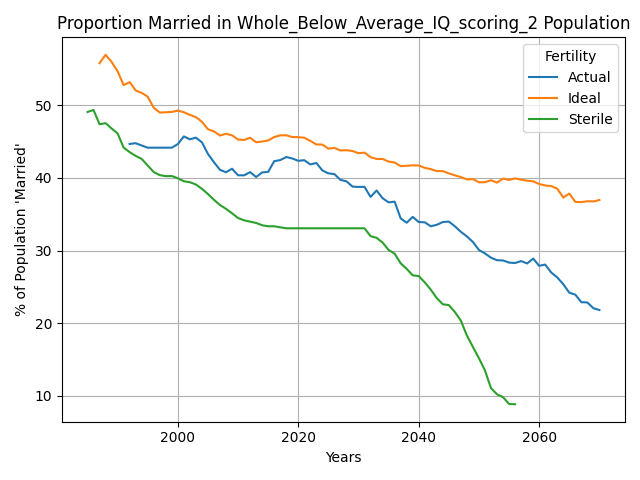 Proportion Married in Whole_Below_Average_IQ_scoring_2 Population
Fertility
Actual
Ideal
Sterile
% of Population 'Married'
50
40
30
20
10
2000 2020 2040 2060
Years